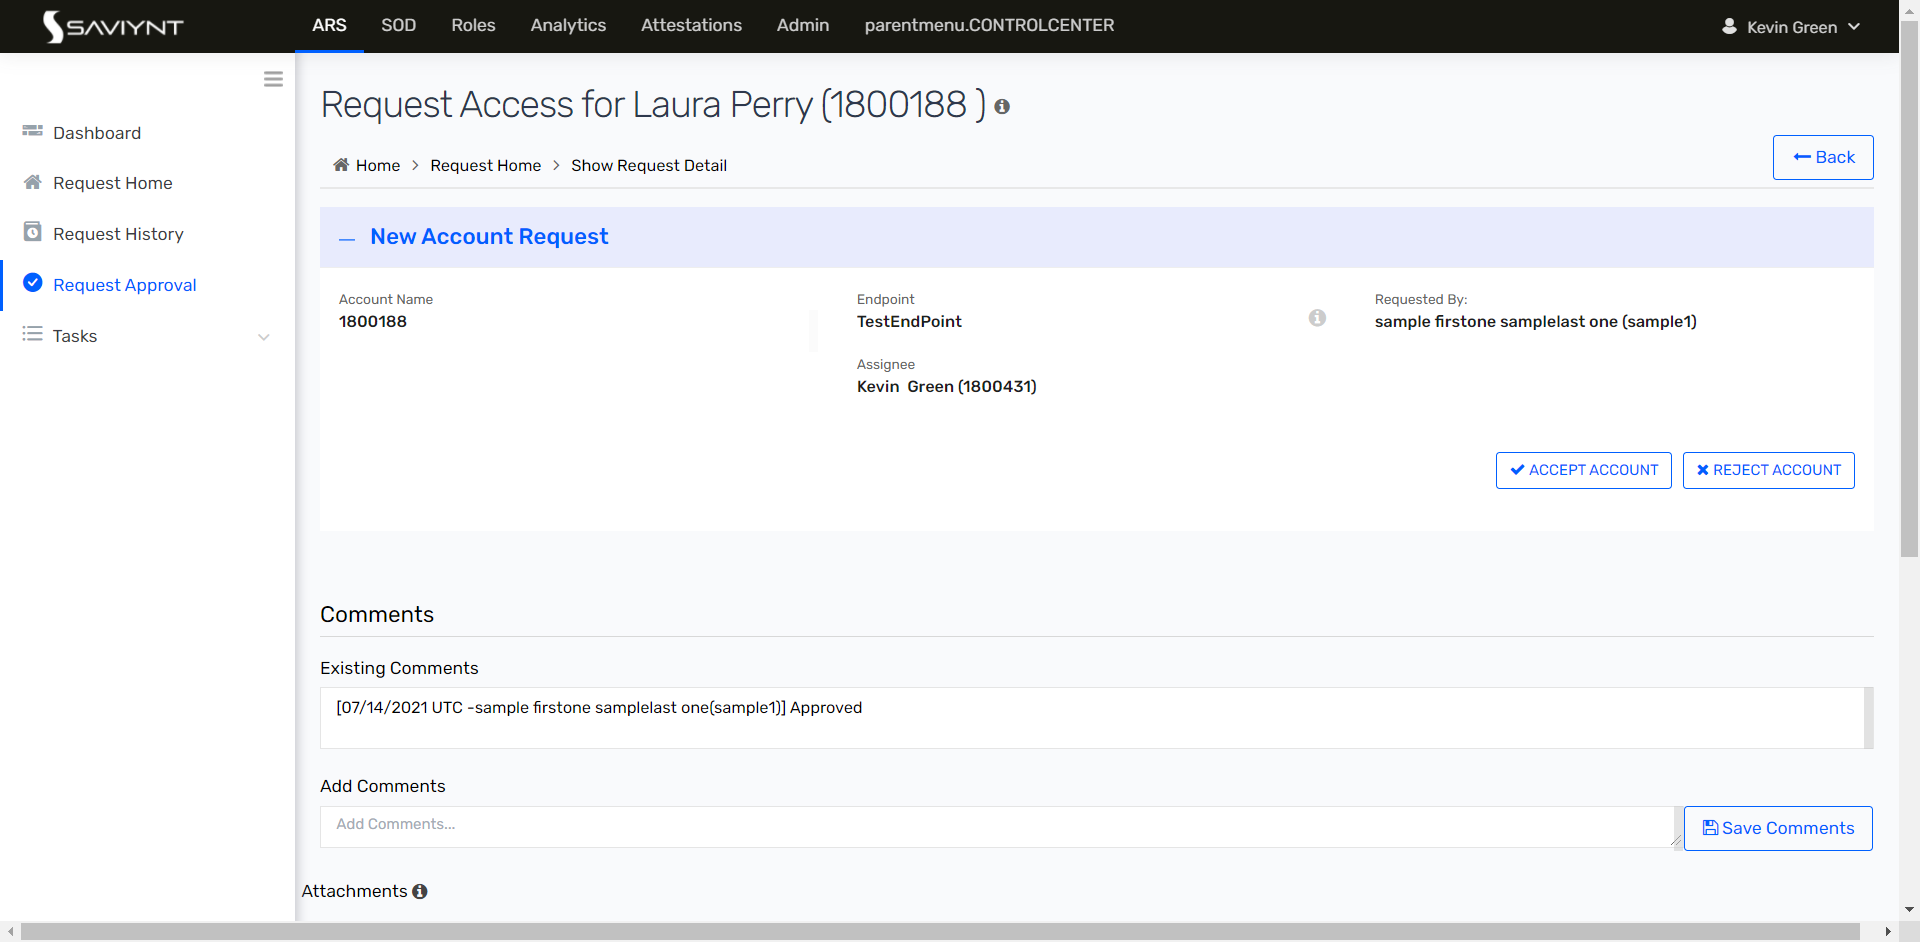 SAVIYNT
ARS SOD Roles Analytics Attestations Admin parentmenu.CONTROLCENTER
Kevin Green
Dashboard
Request Home
Request History
Request Approval
Tasks
Request Access for Laura Perry (1800188 )
Home > Request Home > Show Request Detail
Back
New Account Request
Account Name
1800188
Endpoint
TestEndPoint
Requested By:
sample firstone samplelast one (sample1)
Assignee
Kevin  Green (1800431)
ACCEPT ACCOUNT
REJECT ACCOUNT
Comments
Existing Comments
[07/14/2021 UTC -sample firstone samplelast one(sample1)] Approved
Add Comments
Add Comments...
Save Comments
Attachments